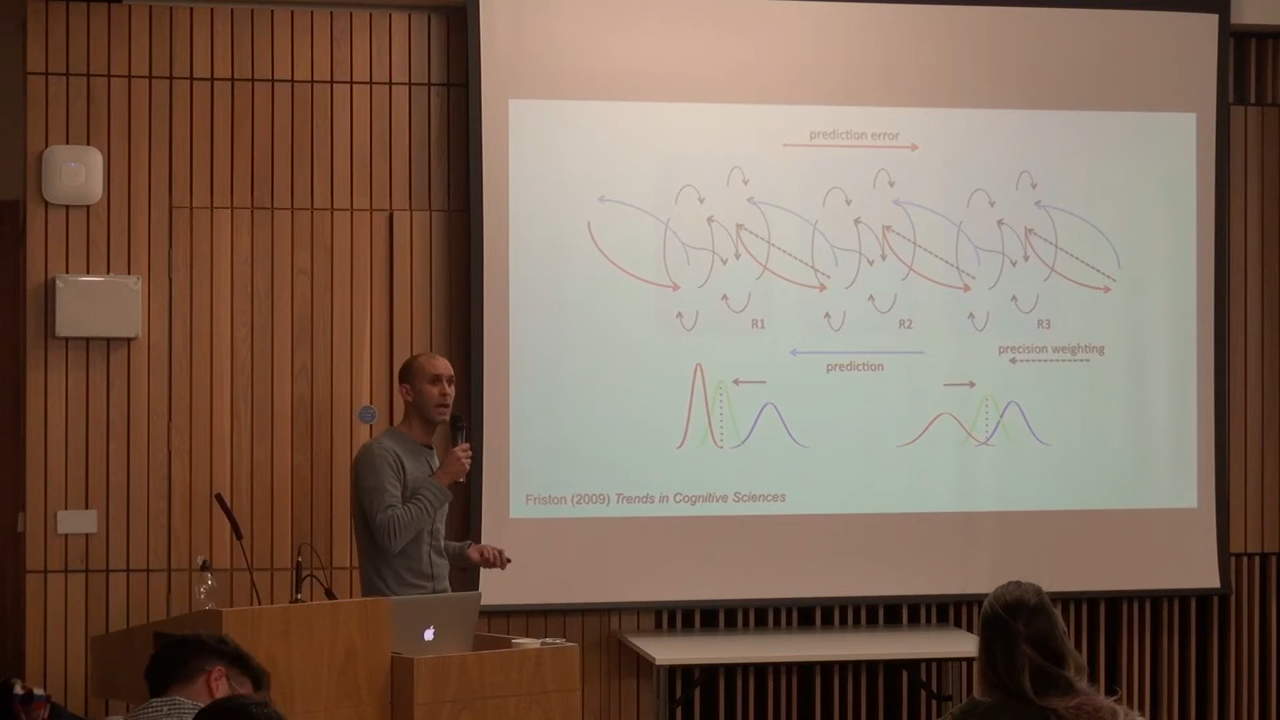 prediction error
R1
R2
R3
prediction
precision weighting
Friston (2009) Trends in Cognitive Sciences